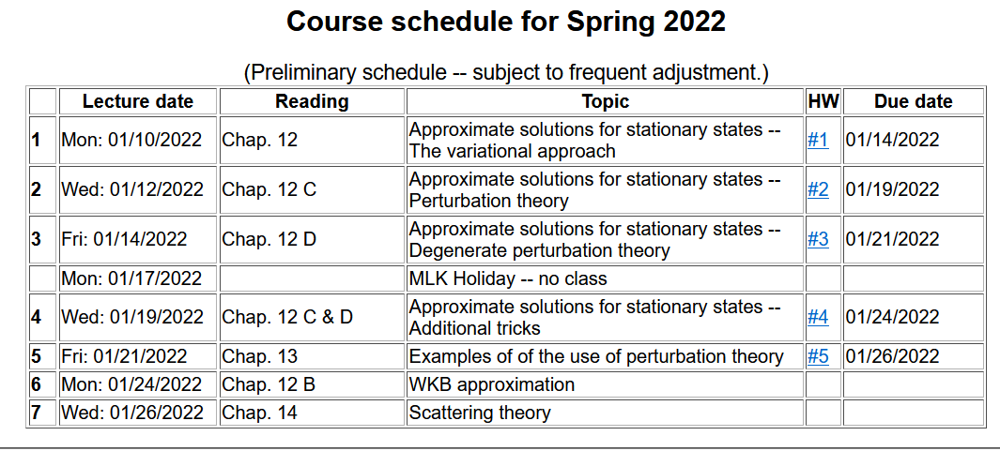 Course schedule for Spring 2022
(Preliminary schedule -- subject to frequent adjustment.)
Lecture date Reading Topic HW Due date
1 Mon: 01/10/2022 Chap. 12 Approximate solutions for stationary states --
The variational approach #1 01/14/2022
2 Wed: 01/12/2022 Chap. 12 C Approximate solutions for stationary states --
Perturbation theory #2 01/19/2022
3 Fri: 01/14/2022 Chap. 12 D Approximate solutions for stationary states --
Degenerate perturbation theory #3 01/21/2022
Mon: 01/17/2022 MLK Holiday -- no class
4 Wed: 01/19/2022 Chap. 12 C & D Approximate solutions for stationary states --
Additional tricks #4 01/24/2022
5 Fri: 01/21/2022 Chap. 13 Examples of of the use of perturbation theory #5 01/26/2022
6 Mon: 01/24/2022 Chap. 12 B WKB approximation
7 Wed: 01/26/2022 Chap. 14 Scattering theory